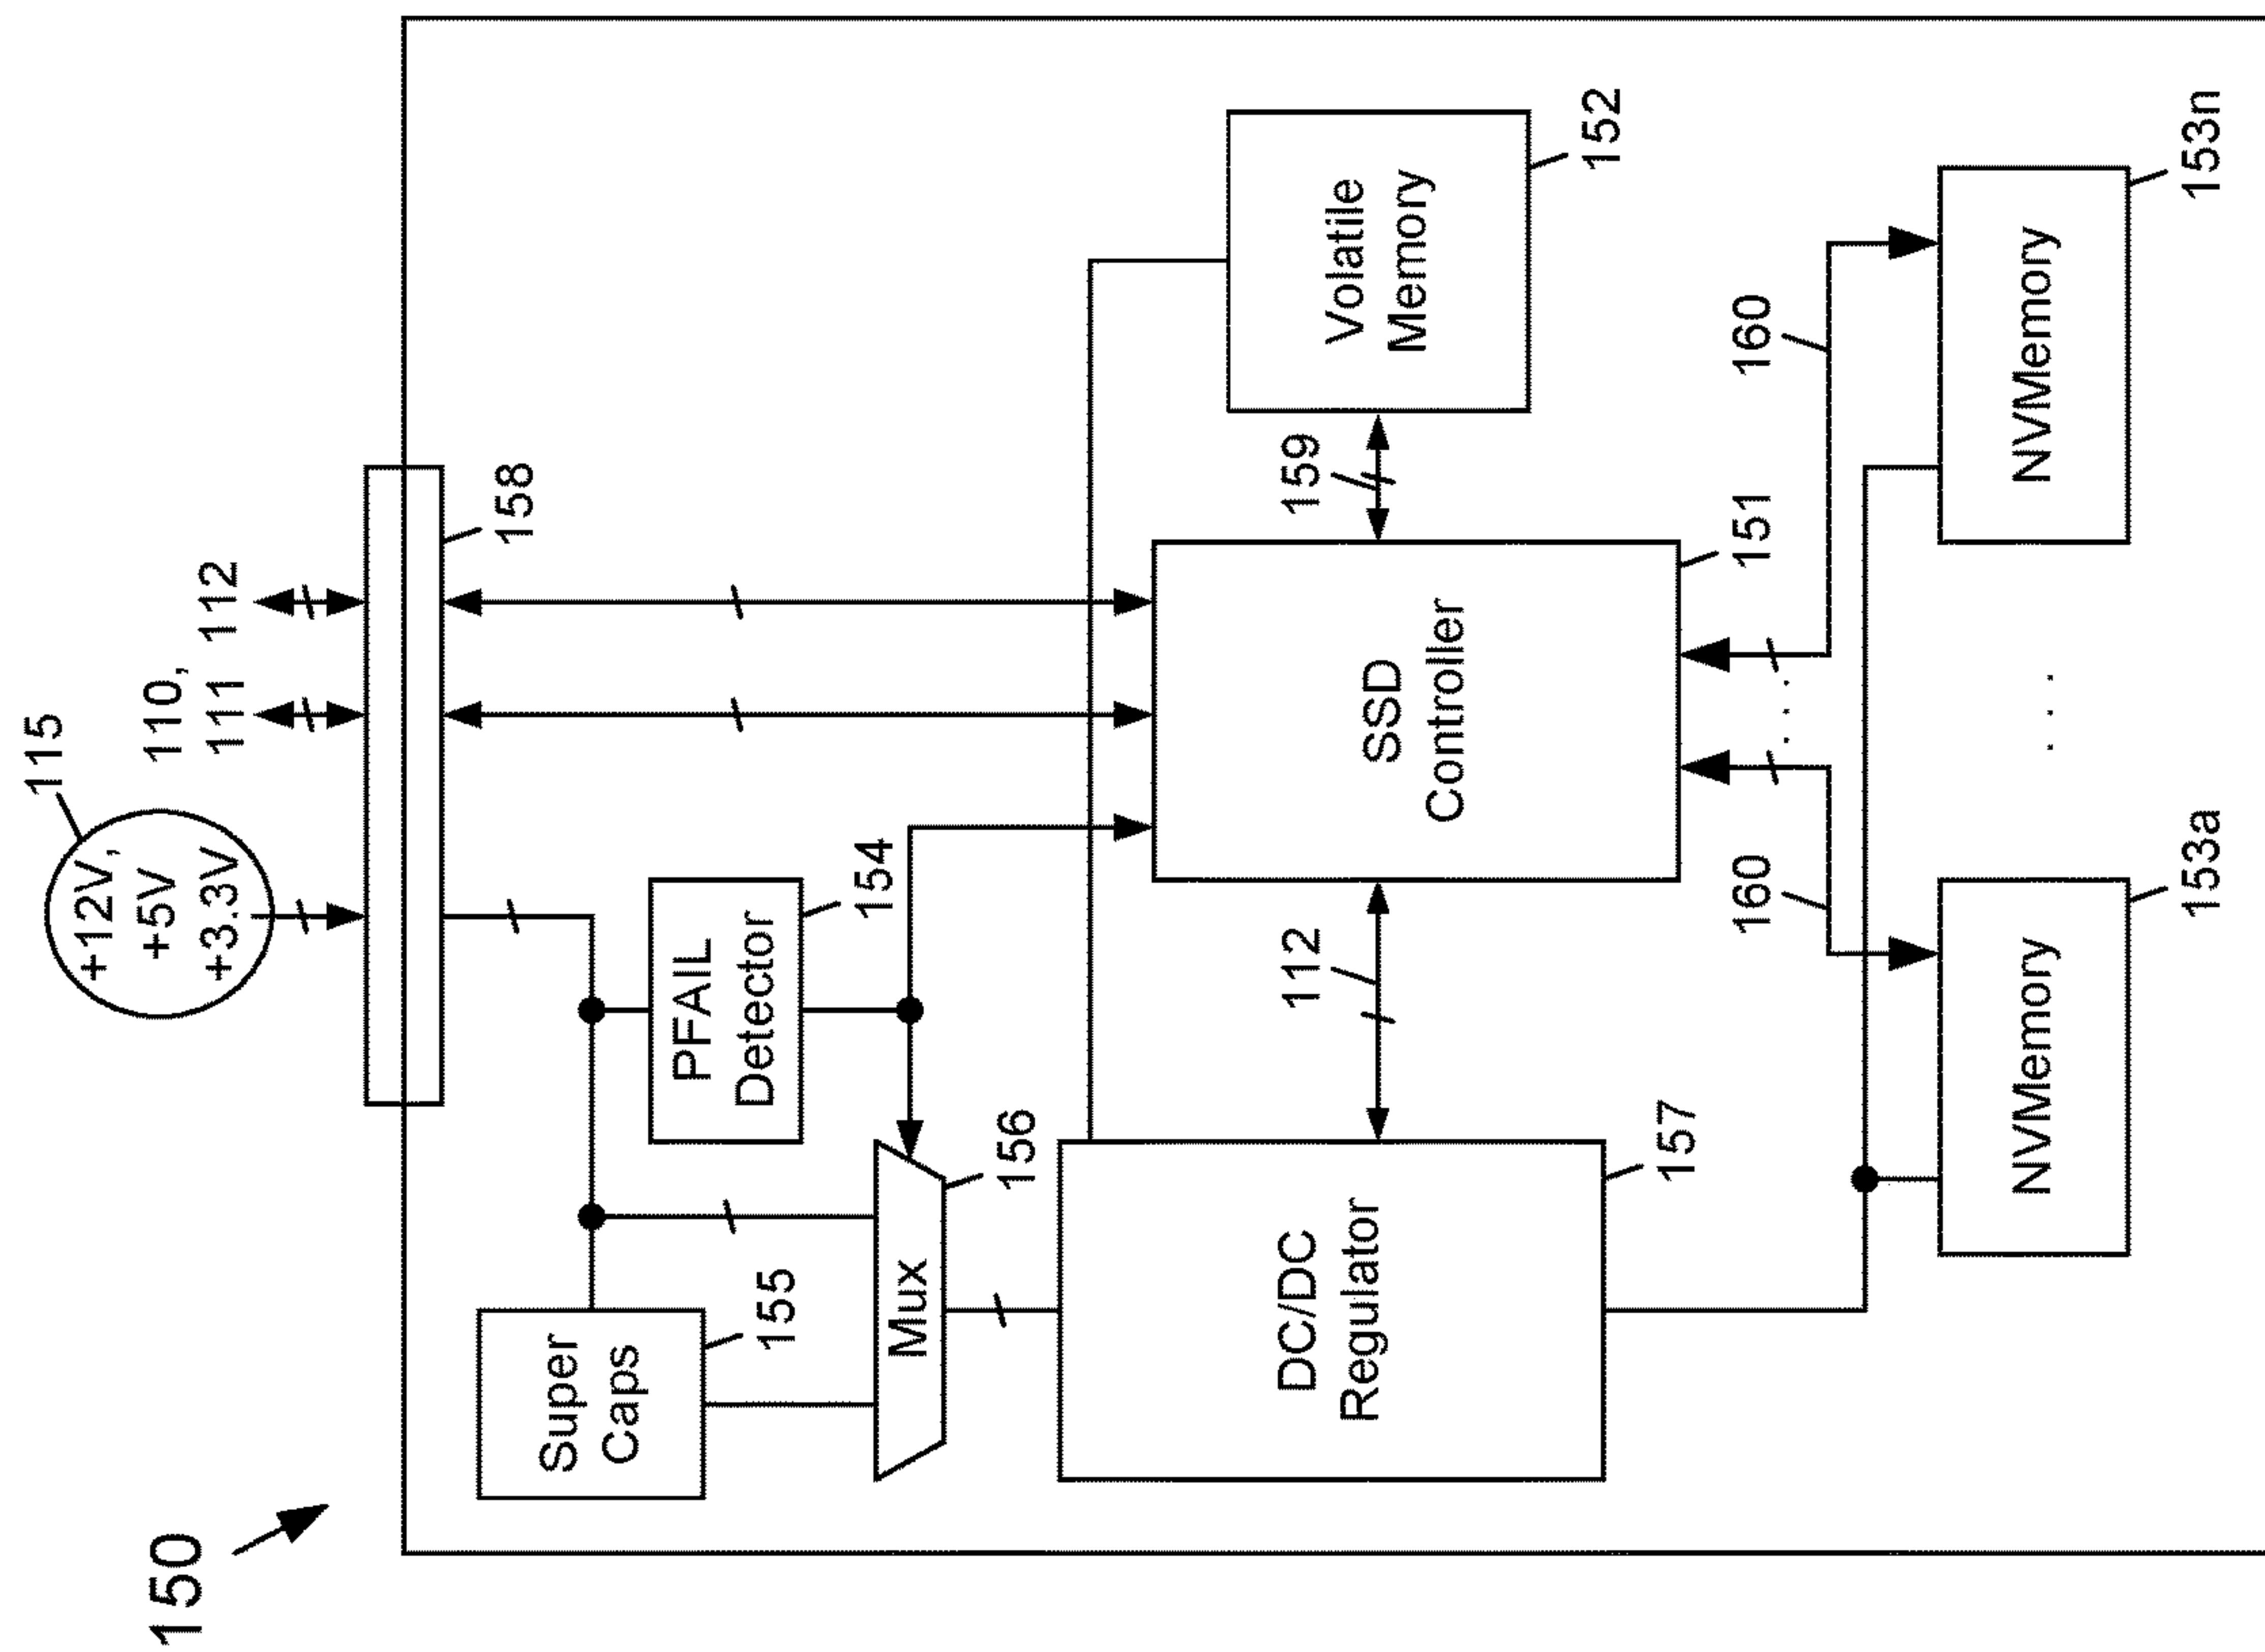 150
115
+12V,
+5V
+3.3V
110,
111
112
158
Super
Caps
155
PFAIL
Detector
154
Mux
156
DC/DC
Regulator
157
112
SSD
Controller
151
159
Volatile
Memory
152
160
160
. . .
NVMemory
153a
. . .
NVMemory
153n